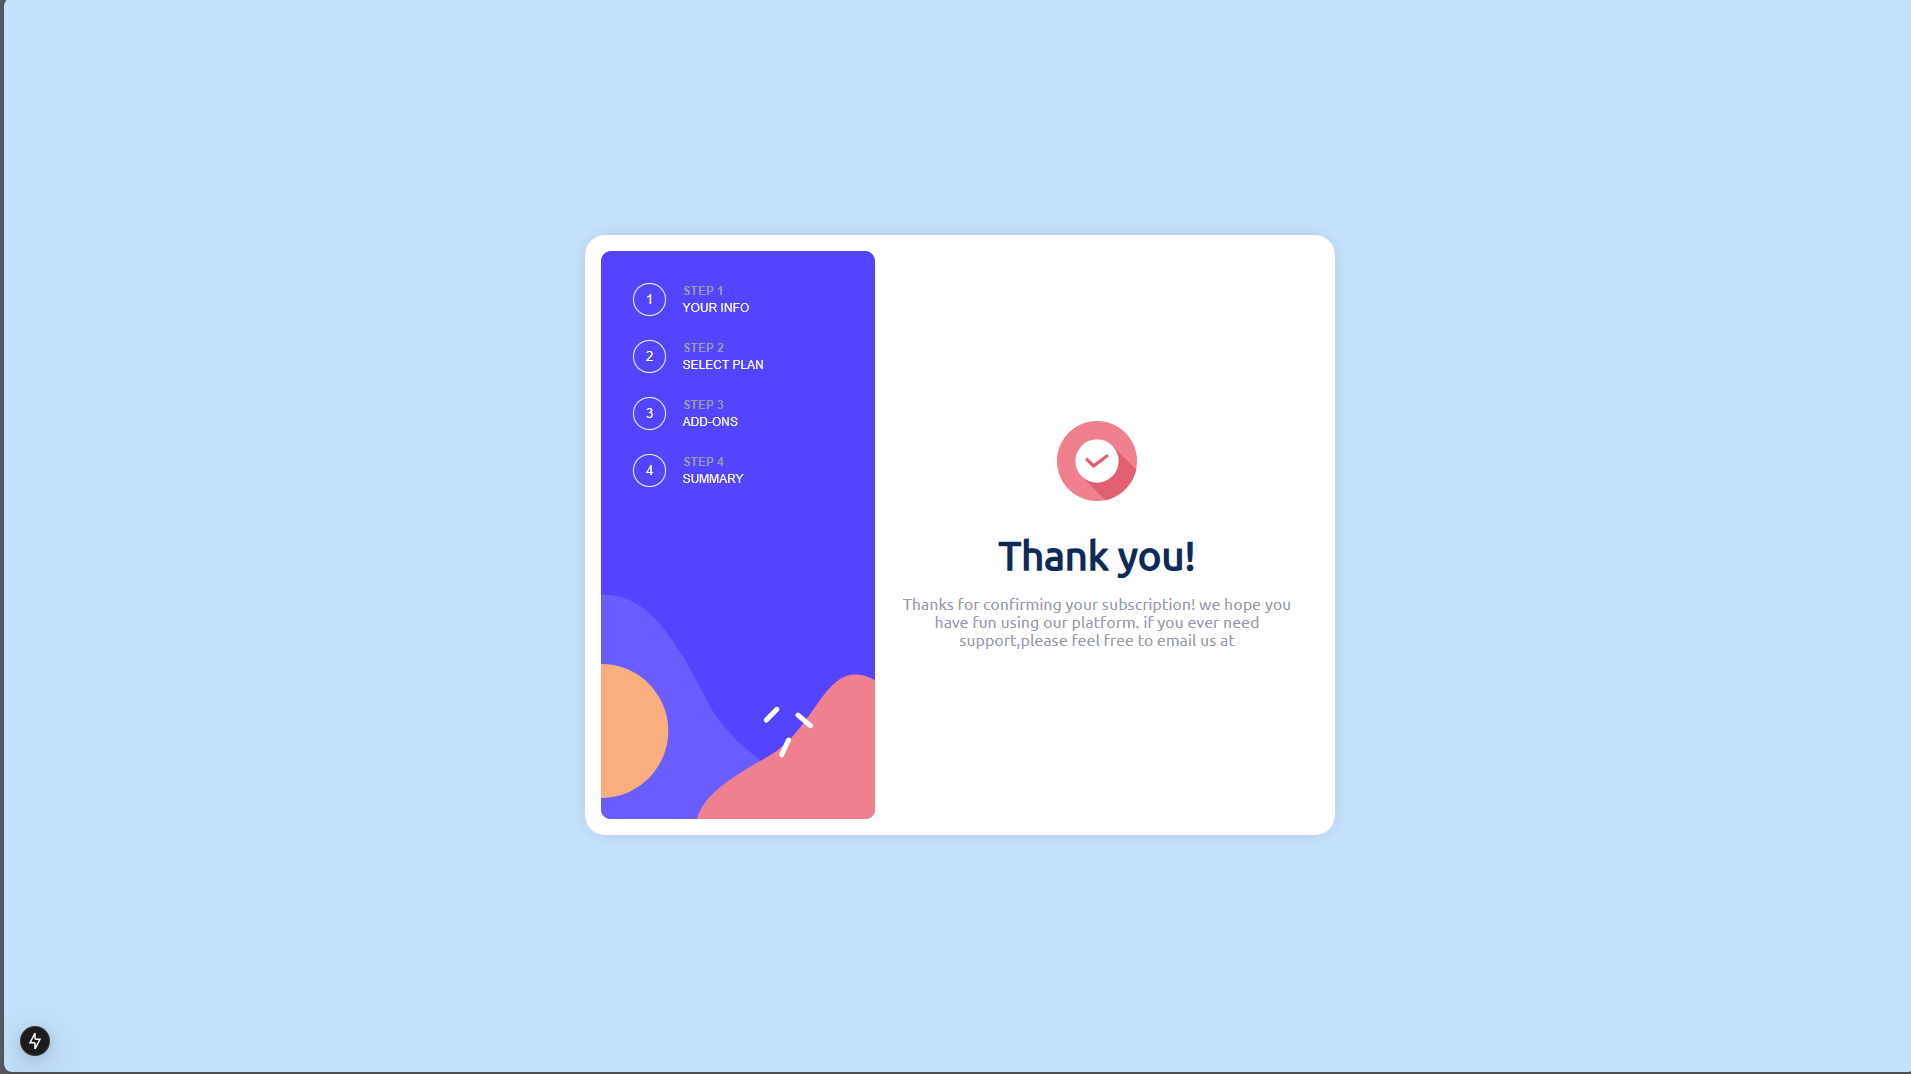 1
STEP 1
YOUR INFO
2
STEP 2
SELECT PLAN
3
STEP 3
ADD-ONS
4
STEP 4
SUMMARY
Thank you!
Thanks for confirming your subscription! we hope you
have fun using our platform. if you ever need
support,please feel free to email us at